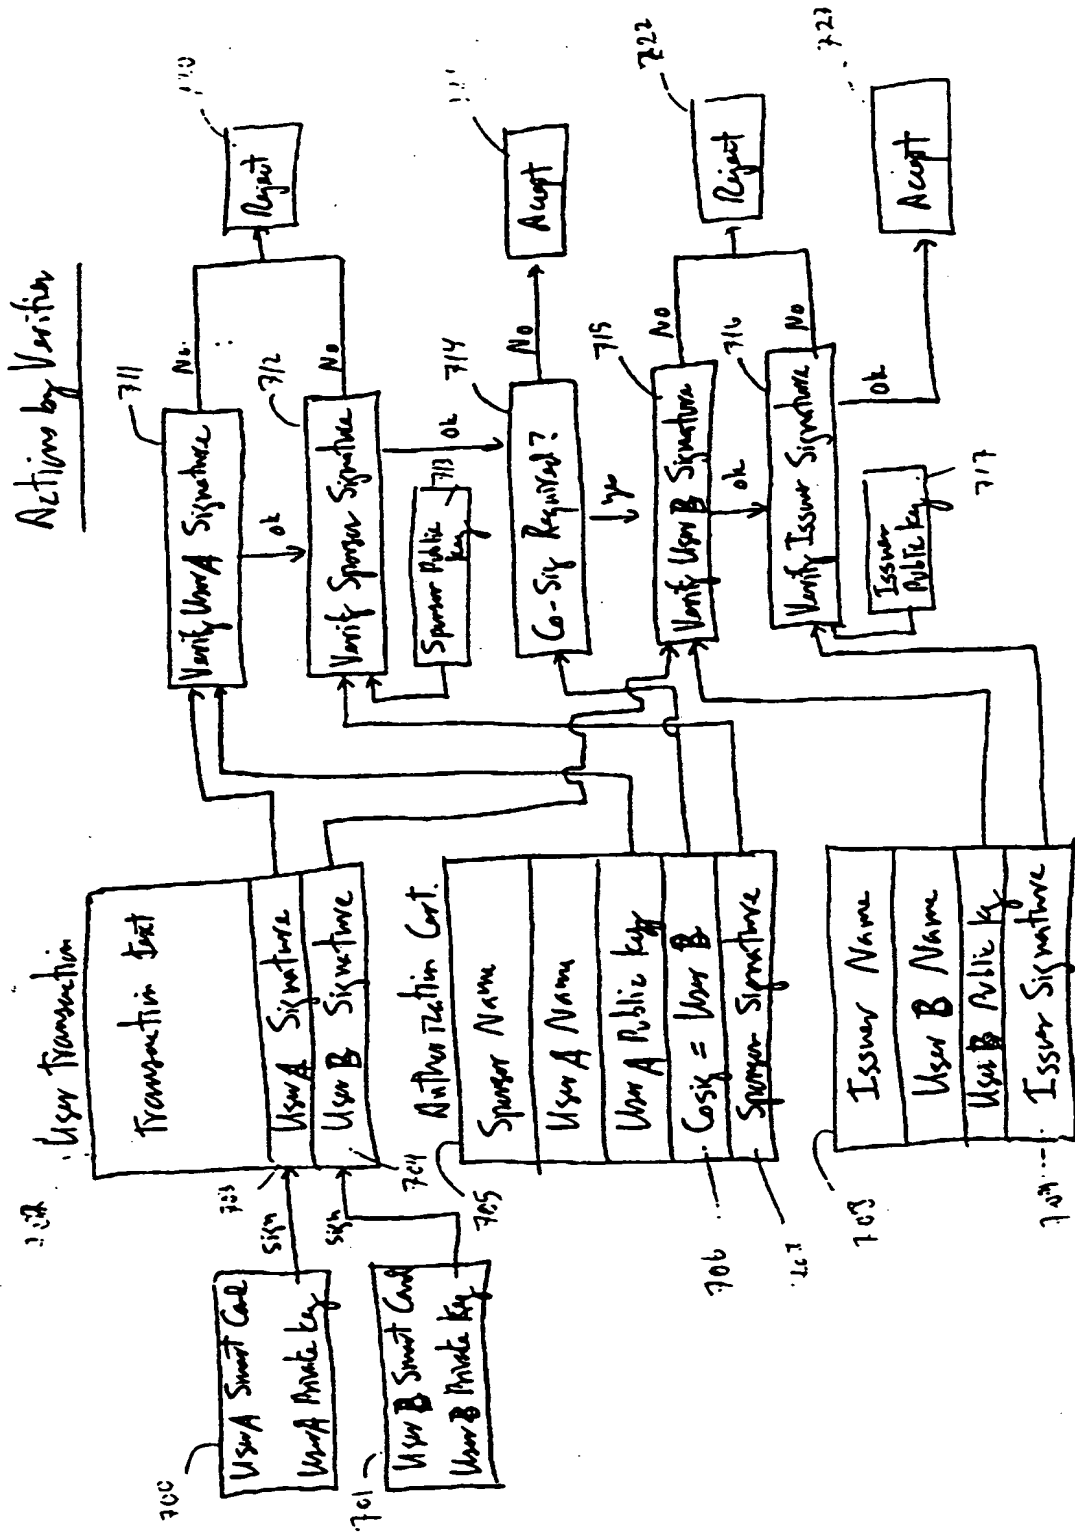 Actions by Verifier
User Transaction
Transaction text
User A Signature
User B Signature
703
704
700
User A Smart Card
User A Private key
sign
701
User B Smart Card
User B Private key
sign
705
Authorization Cert.
Sponsor Name
User A Name
User A Public key
Cosig = User B
Sponsor Signature
706
708
Issuer Name
User B Name
User B Public key
Issuer Signature
711
Verify User A Signature
No.
ok
712
Verify Sponsor Signature
No
ok
713
Sponsor Public
key
714
Co-Sig Required?
No
yes
715
Verify User B Signature
No
ok
716
Verify Issuer Signature
No
ok
Issuer
Public key
717
Reject
Accept
722
Reject
723
Accept